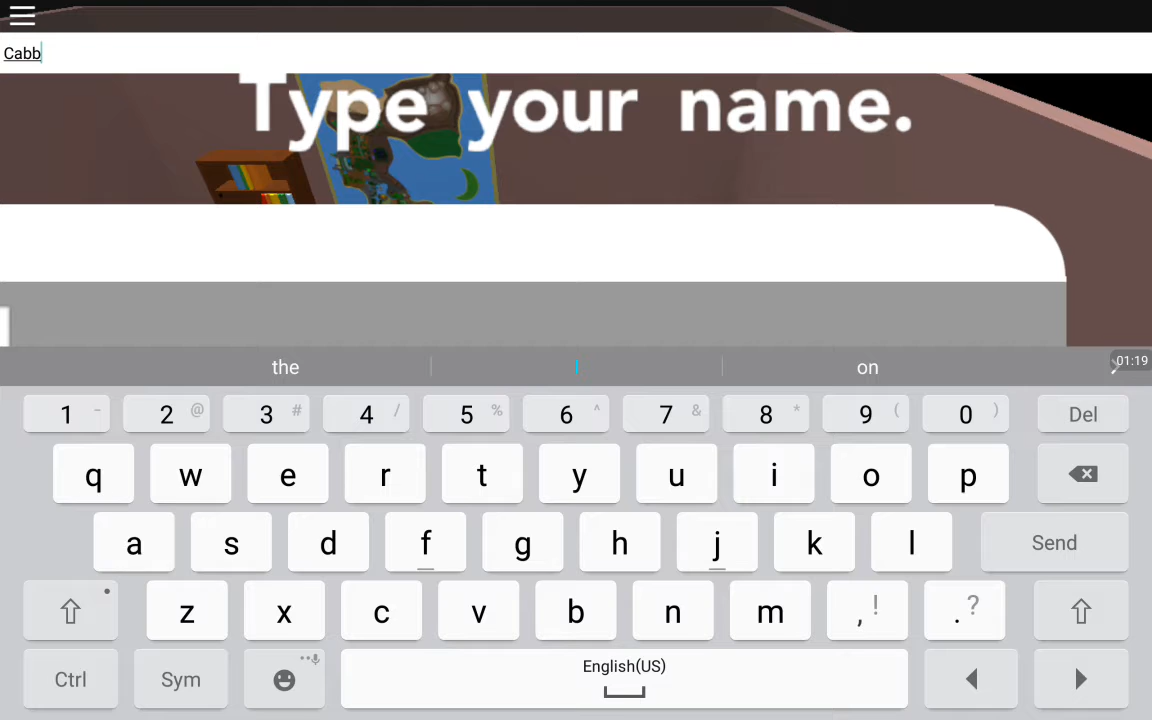 Cabb
Type your name.
the I on
01:19
1 - 2 @ 3 # 4 / 5 % 6 ^ 7 & 8 * 9 ( 0 ) Del
q w e r t y u i o p
a s d f g h j k l Send
z x c v b n m , ! . ?
Ctrl Sym English(US)